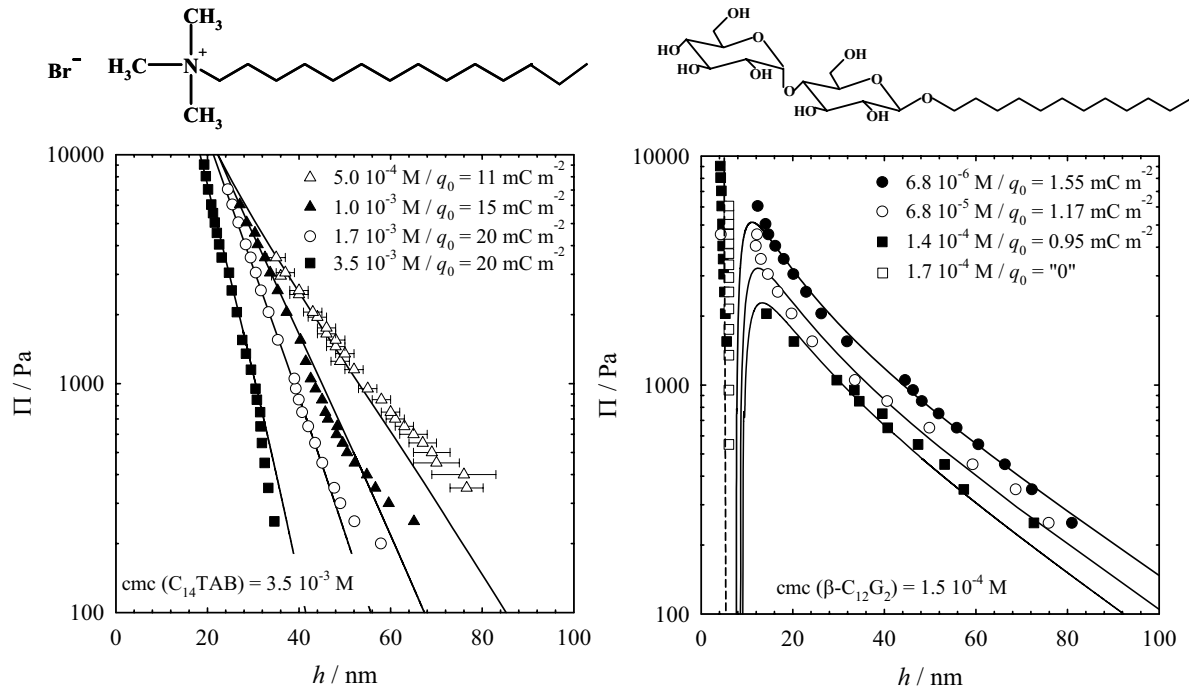 CH₃
Br⁻
H₃C
N
+
CH₃
CH₃
OH
O
HO
HO
OH
O
OH
O
HO
OH
O
10000
1000
100
Π / Pa
△ 5.0 10⁻⁴ M / q₀ = 11 mC m⁻²
▲ 1.0 10⁻³ M / q₀ = 15 mC m⁻²
○ 1.7 10⁻³ M / q₀ = 20 mC m⁻²
■ 3.5 10⁻³ M / q₀ = 20 mC m⁻²
cmc (C₁₄TAB) = 3.5 10⁻³ M
0 20 40 60 80 100
h / nm
10000
1000
100
Π / Pa
● 6.8 10⁻⁶ M / q₀ = 1.55 mC m⁻²
○ 6.8 10⁻⁵ M / q₀ = 1.17 mC m⁻²
■ 1.4 10⁻⁴ M / q₀ = 0.95 mC m⁻²
□ 1.7 10⁻⁴ M / q₀ = "0"
cmc (β-C₁₂G₂) = 1.5 10⁻⁴ M
0 20 40 60 80 100
h / nm